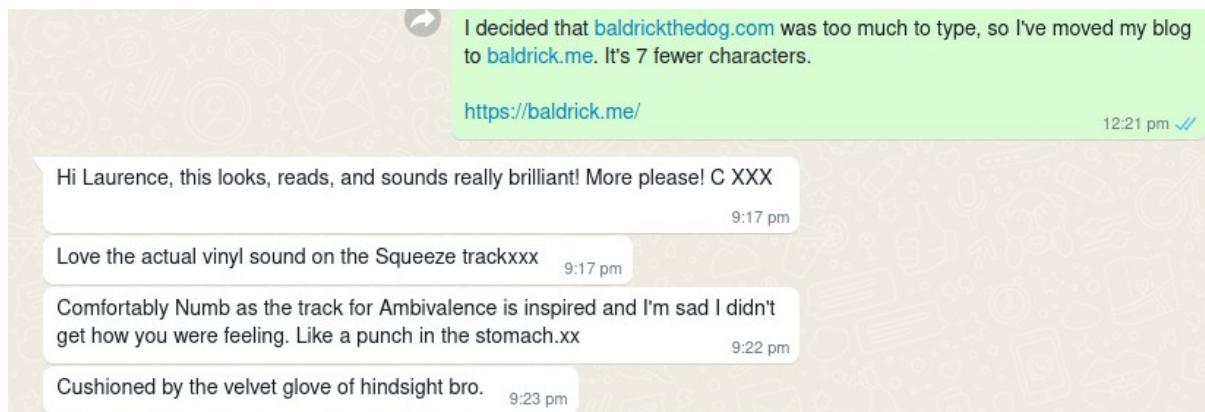 I decided that baldrickthedog.com was too much to type, so I've moved my blog
to baldrick.me. It's 7 fewer characters.
https://baldrick.me/
12:21 pm
Hi Laurence, this looks, reads, and sounds really brilliant! More please! C XXX
9:17 pm
Love the actual vinyl sound on the Squeeze trackxxx
9:17 pm
Comfortably Numb as the track for Ambivalence is inspired and I'm sad I didn't
get how you were feeling. Like a punch in the stomach.xx
9:22 pm
Cushioned by the velvet glove of hindsight bro.
9:23 pm